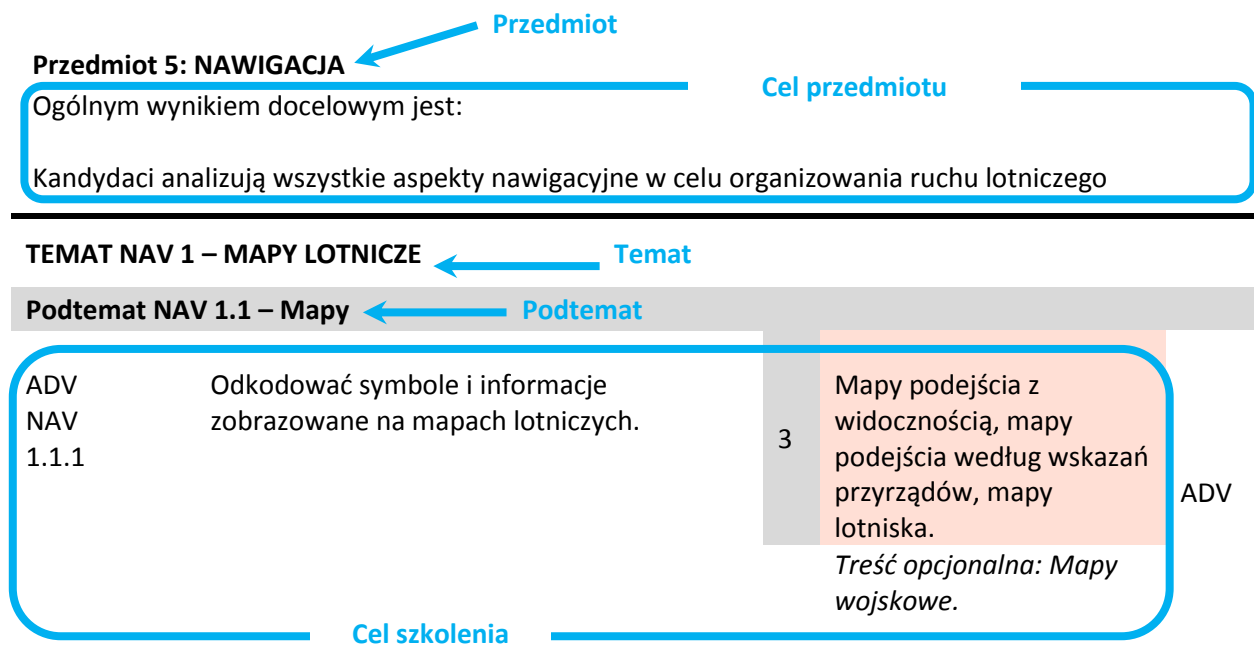 Przedmiot
Przedmiot 5: NAWIGACJA
Cel przedmiotu
Ogólnym wynikiem docelowym jest:
Kandydaci analizują wszystkie aspekty nawigacyjne w celu organizowania ruchu lotniczego
TEMAT NAV 1 – MAPY LOTNICZE
Temat
Podtemat NAV 1.1 – Mapy
Podtemat
ADV
NAV
1.1.1
Odkodować symbole i informacje
zobrazowane na mapach lotniczych.
3
Mapy podejścia z
widocznością, mapy
podejścia według wskazań
przyrządów, mapy
lotniska.
Treść opcjonalna: Mapy
wojskowe.
ADV
Cel szkolenia